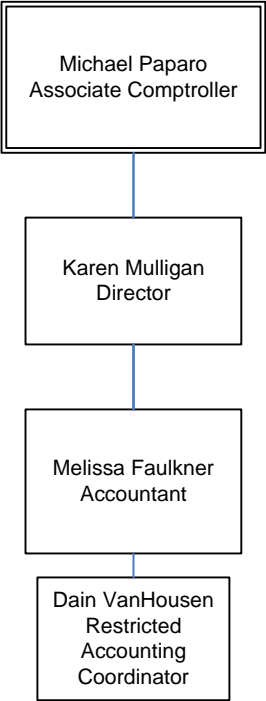 Michael Paparo
Associate Comptroller
Karen Mulligan
Director
Melissa Faulkner
Accountant
Dain VanHousen
Restricted
Accounting
Coordinator